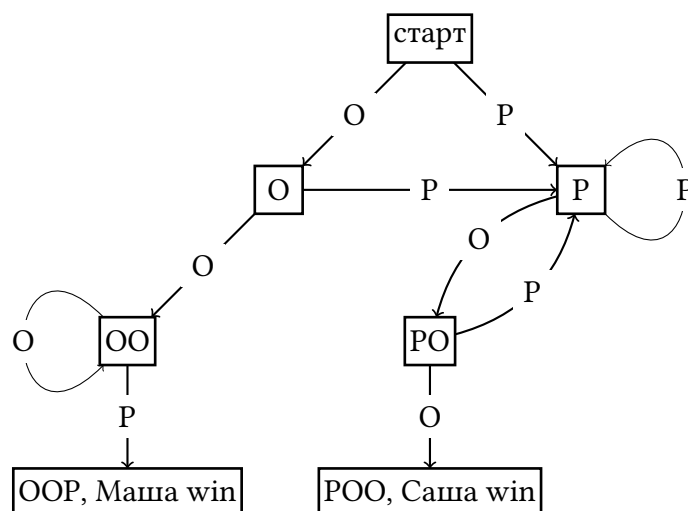 старт
О
Р
О
Р
Р
Р
О
О
Р
О
ОО
РО
Р
О
ООР, Маша win
РОО, Саша win